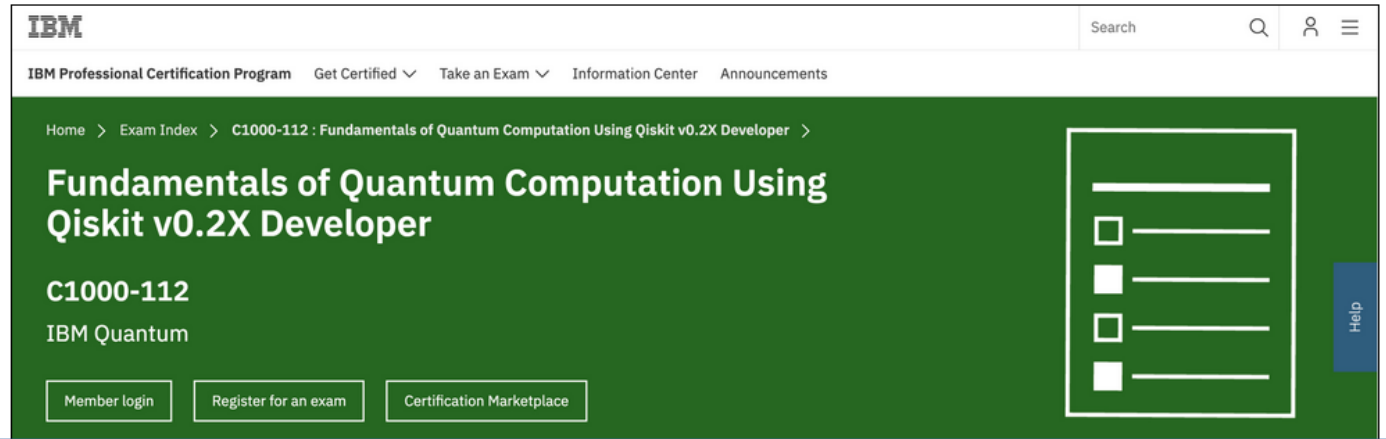 IBM
Search
IBM Professional Certification Program Get Certified Take an Exam Information Center Announcements
Home > Exam Index > C1000-112 : Fundamentals of Quantum Computation Using Qiskit v0.2X Developer >
Fundamentals of Quantum Computation Using
Qiskit v0.2X Developer
C1000-112
IBM Quantum
Help
Member login Register for an exam Certification Marketplace